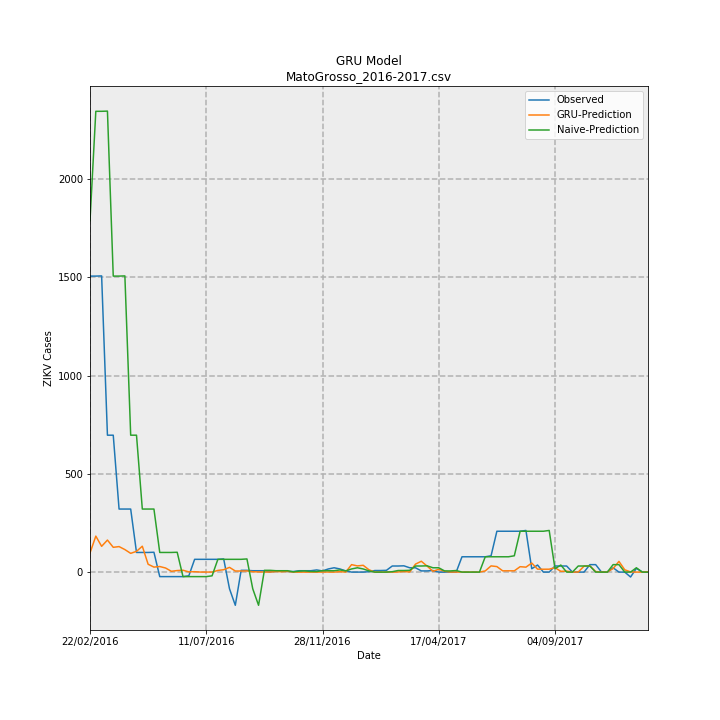 GRU Model
MatoGrosso_2016-2017.csv
Observed
GRU-Prediction
Naive-Prediction
ZIKV Cases
2000
1500
1000
500
0
22/02/2016
11/07/2016
28/11/2016
17/04/2017
04/09/2017
Date